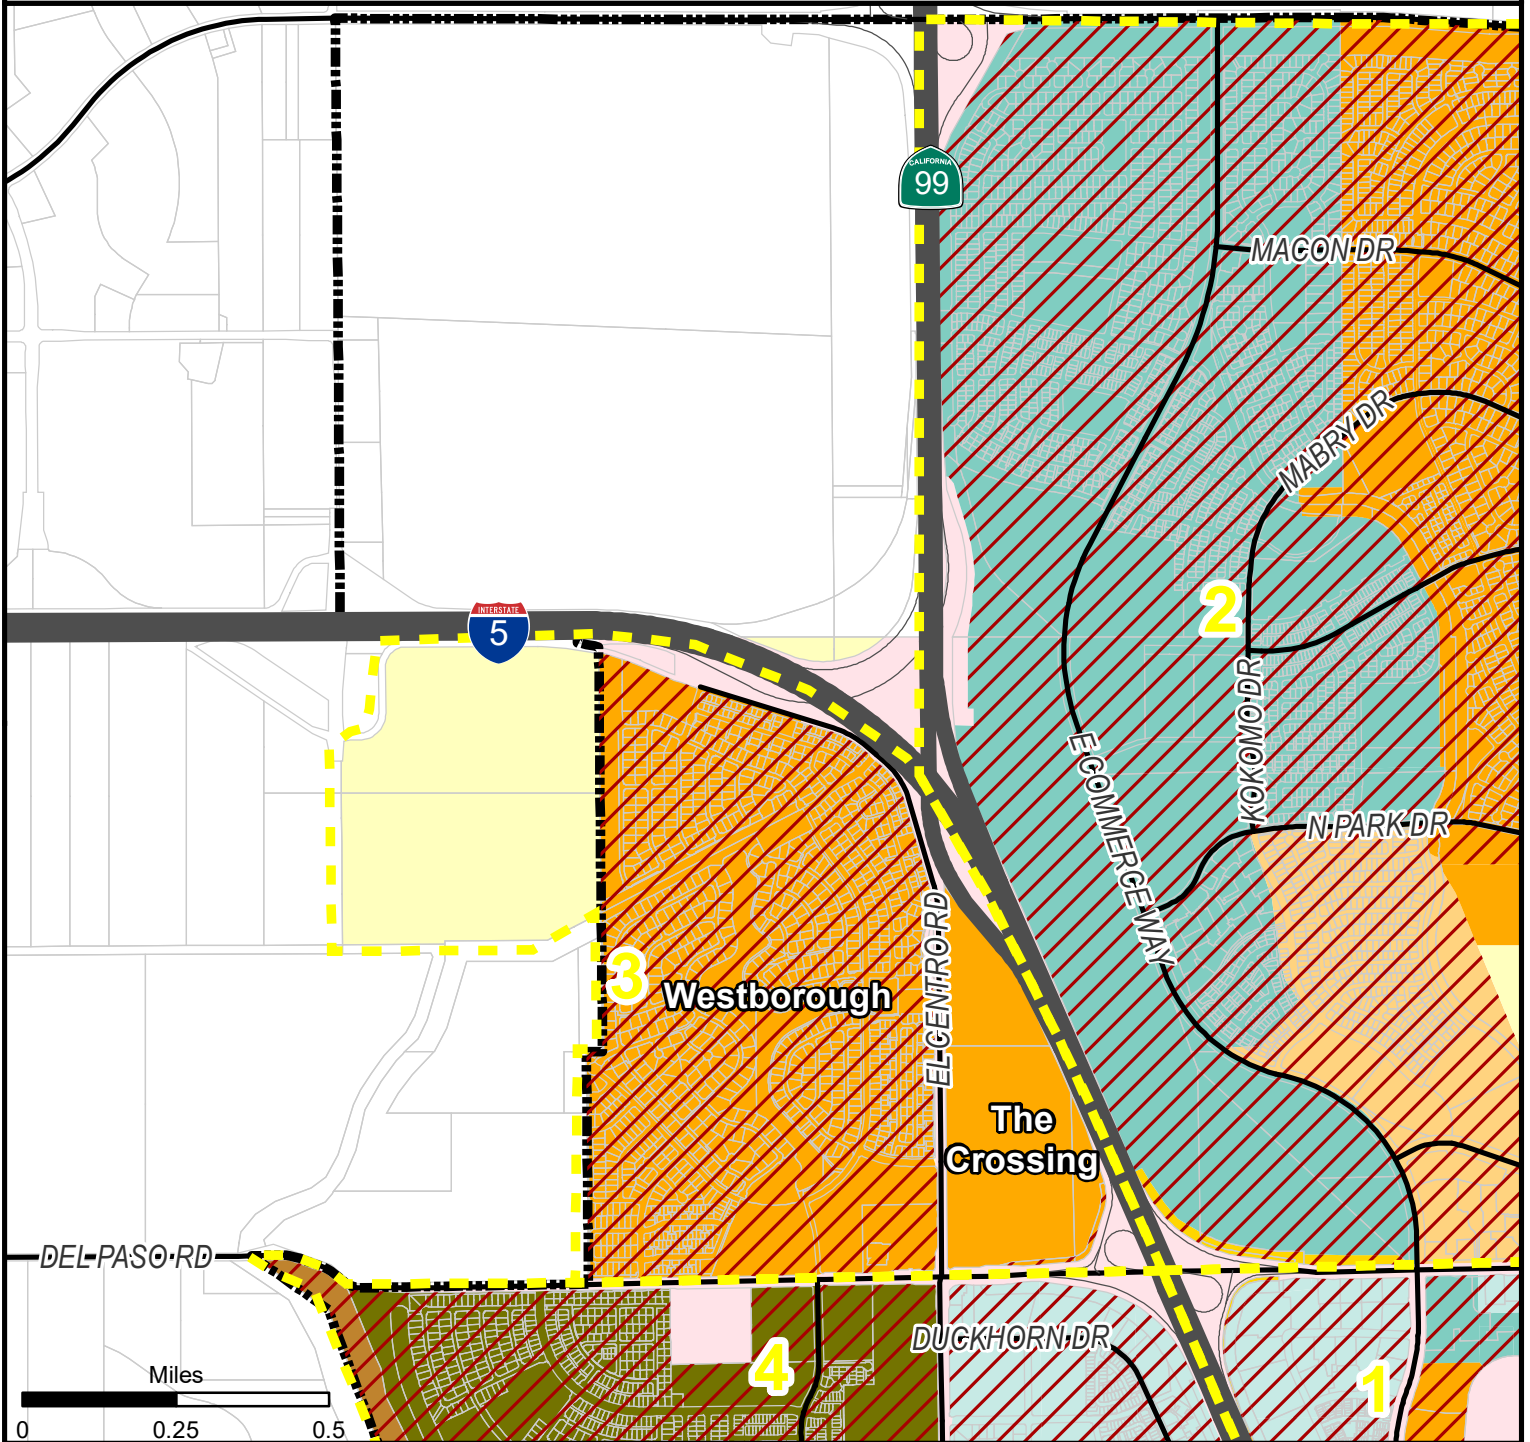 CALIFORNIA
99
MACON DR
MABRY DR
INTERSTATE
5
2
KOKOMO DR
E COMMERCE WAY
N PARK DR
3
Westborough
EL CENTRO RD
The
Crossing
DEL PASO RD
DUCKHORN DR
4
1
Miles
0 0.25 0.5